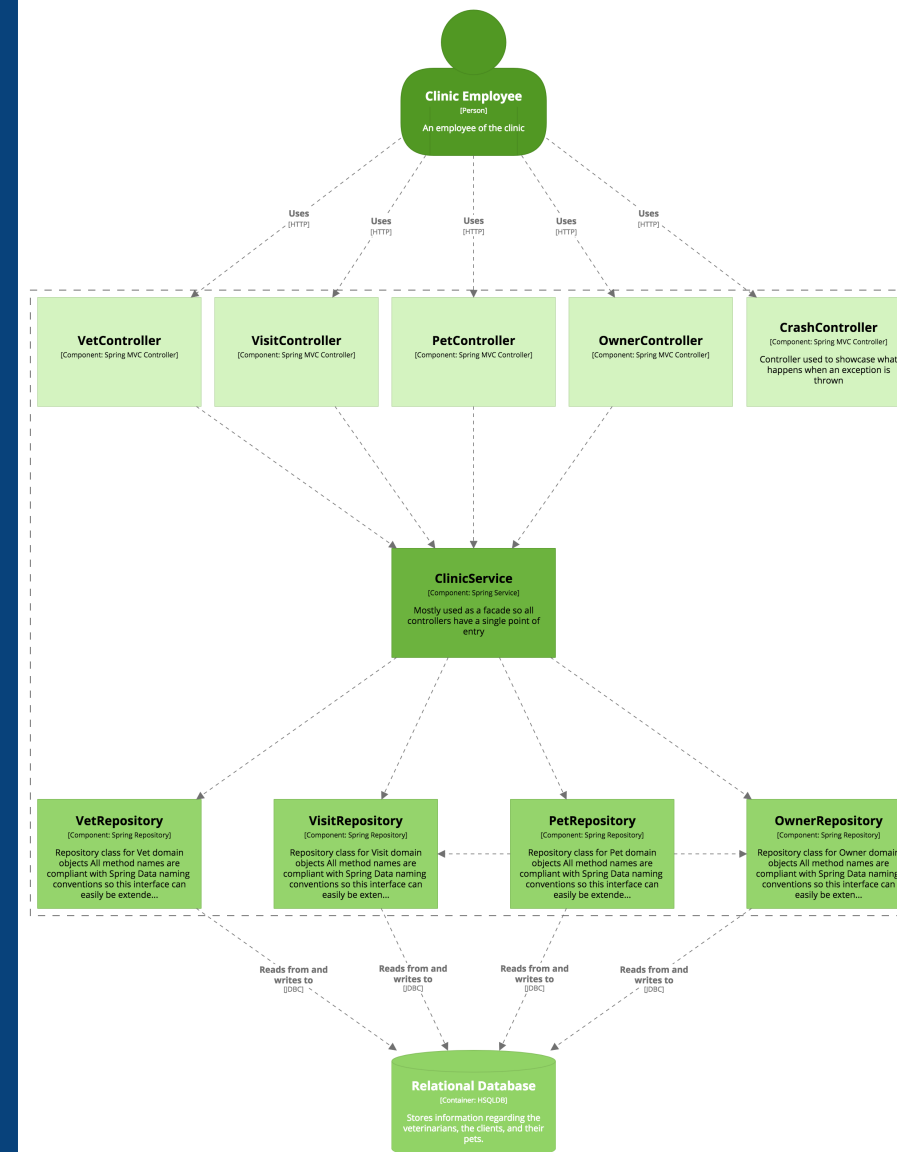 Clinic Employee
[Person]
An employee of the clinic
Uses
[HTTP]
Uses
[HTTP]
Uses
[HTTP]
Uses
[HTTP]
Uses
[HTTP]
VetController
[Component: Spring MVC Controller]
VisitController
[Component: Spring MVC Controller]
PetController
[Component: Spring MVC Controller]
OwnerController
[Component: Spring MVC Controller]
CrashController
[Component: Spring MVC Controller]
Controller used to showcase what
happens when an exception is
thrown
ClinicService
[Component: Spring Service]
Mostly used as a facade so all
controllers have a single point of
entry
VetRepository
[Component: Spring Repository]
Repository class for Vet domain
objects All method names are
compliant with Spring Data naming
conventions so this interface can
easily be extende...
VisitRepository
[Component: Spring Repository]
Repository class for Visit domain
objects All method names are
compliant with Spring Data naming
conventions so this interface can
easily be exten...
PetRepository
[Component: Spring Repository]
Repository class for Pet domain
objects All method names are
compliant with Spring Data naming
conventions so this interface can
easily be extende...
OwnerRepository
[Component: Spring Repository]
Repository class for Owner domain
objects All method names are
compliant with Spring Data naming
conventions so this interface can
easily be exten...
Reads from and
writes to
[JDBC]
Reads from and
writes to
[JDBC]
Reads from and
writes to
[JDBC]
Reads from and
writes to
[JDBC]
Relational Database
[Container: HSQLDB]
Stores information regarding the
veterinarians, the clients, and their
pets.